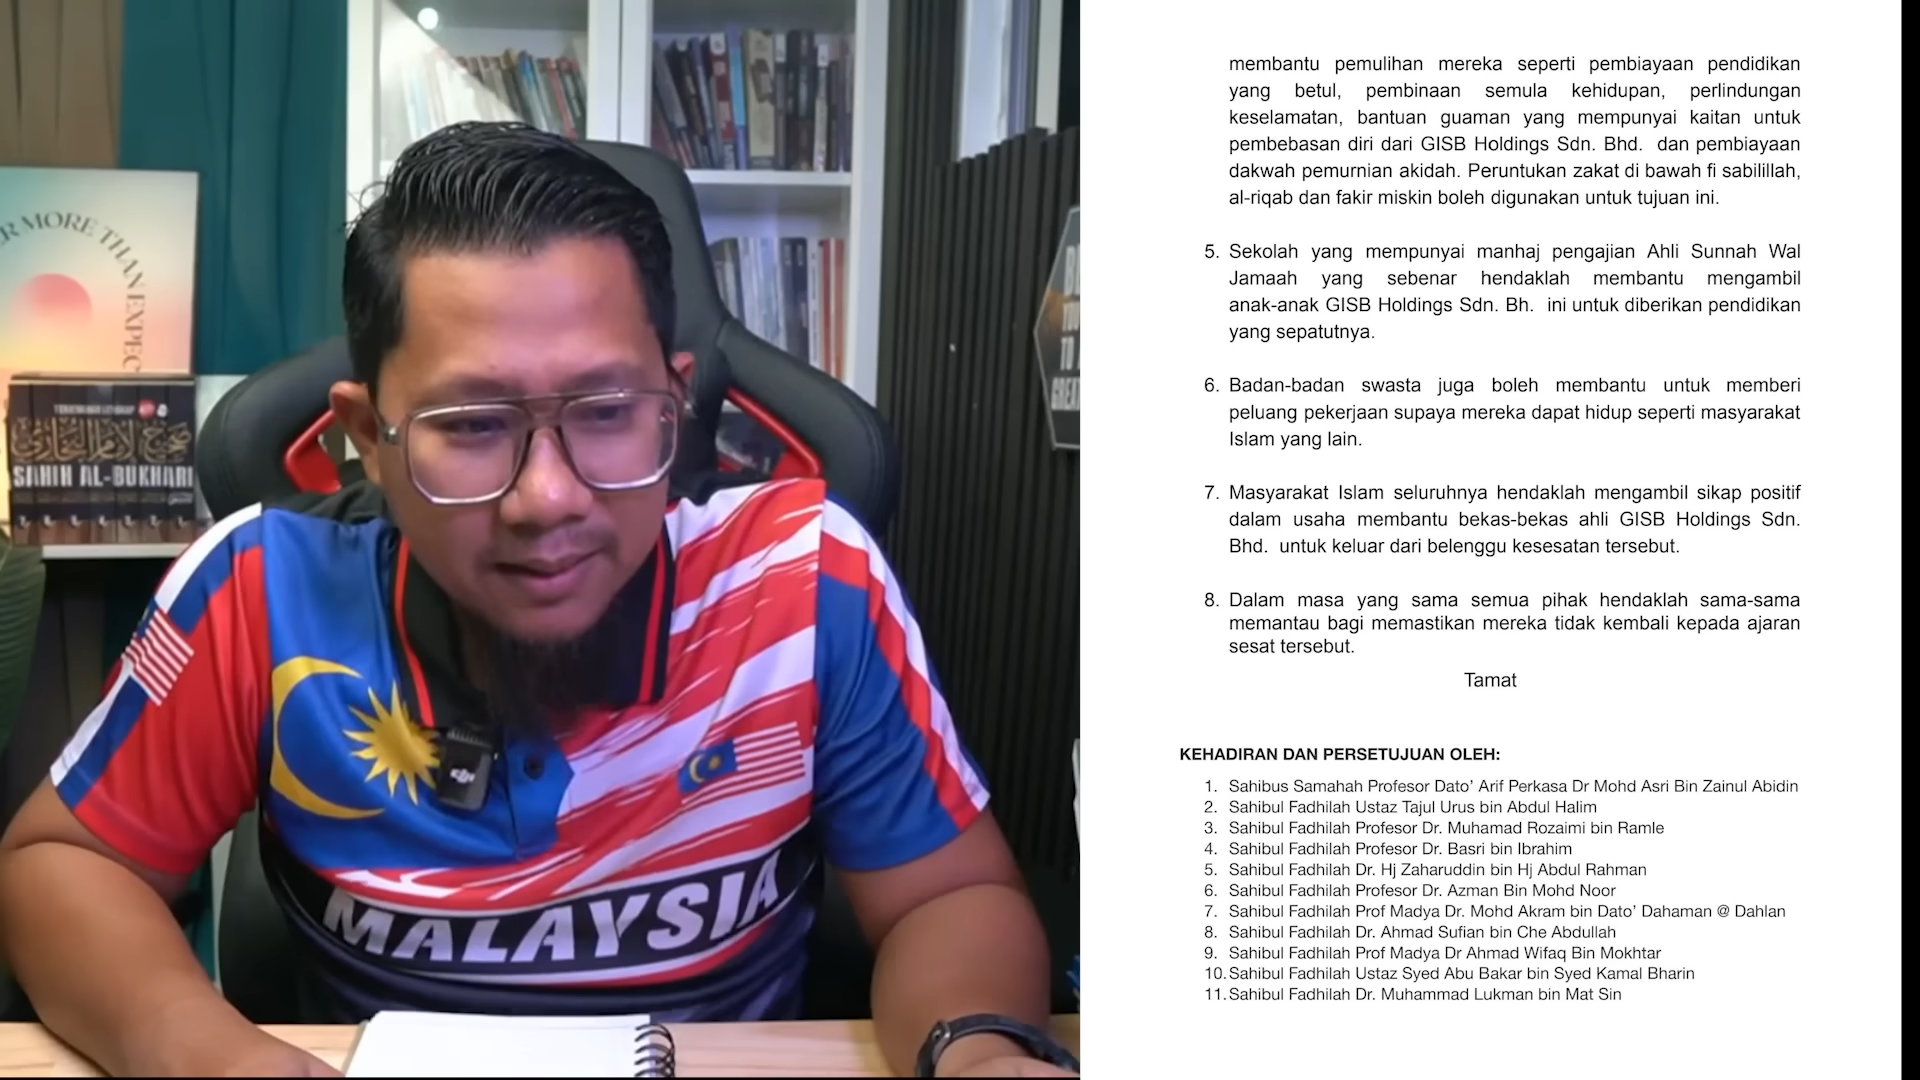 R MORE THAN EXPEC
صحيح الإمام البخاري
SAHIH AL-BUKHARI
MALAYSIA
dji
membantu pemulihan mereka seperti pembiayaan pendidikan
yang betul, pembinaan semula kehidupan, perlindungan
keselamatan, bantuan guaman yang mempunyai kaitan untuk
pembebasan diri dari GISB Holdings Sdn. Bhd. dan pembiayaan
dakwah pemurnian akidah. Peruntukan zakat di bawah fi sabilillah,
al-riqab dan fakir miskin boleh digunakan untuk tujuan ini.
5. Sekolah yang mempunyai manhaj pengajian Ahli Sunnah Wal
Jamaah yang sebenar hendaklah membantu mengambil
anak-anak GISB Holdings Sdn. Bh. ini untuk diberikan pendidikan
yang sepatutnya.
6. Badan-badan swasta juga boleh membantu untuk memberi
peluang pekerjaan supaya mereka dapat hidup seperti masyarakat
Islam yang lain.
7. Masyarakat Islam seluruhnya hendaklah mengambil sikap positif
dalam usaha membantu bekas-bekas ahli GISB Holdings Sdn.
Bhd. untuk keluar dari belenggu kesesatan tersebut.
8. Dalam masa yang sama semua pihak hendaklah sama-sama
memantau bagi memastikan mereka tidak kembali kepada ajaran
sesat tersebut.
Tamat
KEHADIRAN DAN PERSETUJUAN OLEH:
1. Sahibus Samahah Profesor Dato' Arif Perkasa Dr Mohd Asri Bin Zainul Abidin
2. Sahibul Fadhilah Ustaz Tajul Urus bin Abdul Halim
3. Sahibul Fadhilah Profesor Dr. Muhamad Rozaimi bin Ramle
4. Sahibul Fadhilah Profesor Dr. Basri bin Ibrahim
5. Sahibul Fadhilah Dr. Hj Zaharuddin bin Hj Abdul Rahman
6. Sahibul Fadhilah Profesor Dr. Azman Bin Mohd Noor
7. Sahibul Fadhilah Prof Madya Dr. Mohd Akram bin Dato' Dahaman @ Dahlan
8. Sahibul Fadhilah Dr. Ahmad Sufian bin Che Abdullah
9. Sahibul Fadhilah Prof Madya Dr Ahmad Wifaq Bin Mokhtar
10. Sahibul Fadhilah Ustaz Syed Abu Bakar bin Syed Kamal Bharin
11. Sahibul Fadhilah Dr. Muhammad Lukman bin Mat Sin